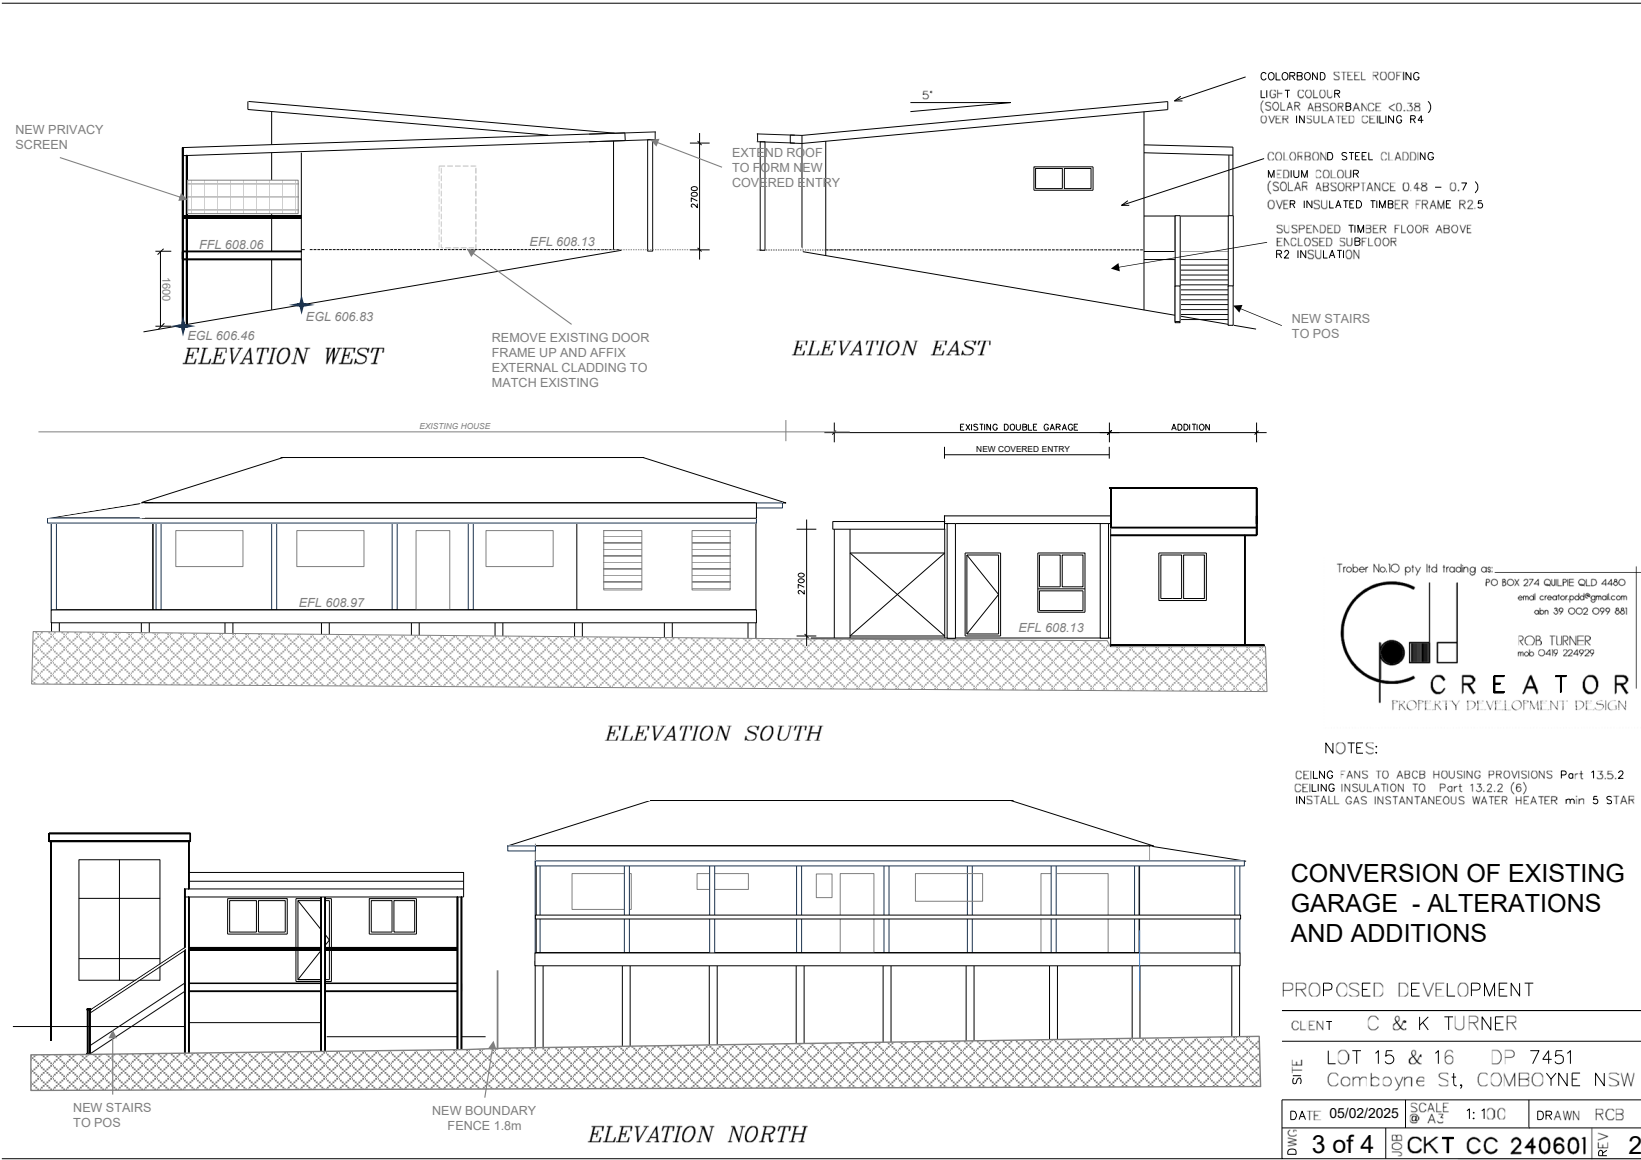 NEW PRIVACY
SCREEN
FFL 608.06
EFL 608.13
1600
EGL 606.46
EGL 606.83
ELEVATION WEST
REMOVE EXISTING DOOR
FRAME UP AND AFFIX
EXTERNAL CLADDING TO
MATCH EXISTING
2700
EXTEND ROOF
TO FORM NEW
COVERED ENTRY
5°
COLORBOND STEEL ROOFING
LIGHT COLOUR
(SOLAR ABSORBANCE <0.38 )
OVER INSULATED CEILING R4
COLORBOND STEEL CLADDING
MEDIUM COLOUR
(SOLAR ABSORPTANCE 0.48 - 0.7 )
OVER INSULATED TIMBER FRAME R2.5
SUSPENDED TIMBER FLOOR ABOVE
ENCLOSED SUBFLOOR
R2 INSULATION
NEW STAIRS
TO POS
ELEVATION EAST
EXISTING HOUSE
EXISTING DOUBLE GARAGE
ADDITION
NEW COVERED ENTRY
2700
EFL 608.97
EFL 608.13
ELEVATION SOUTH
NEW STAIRS
TO POS
NEW BOUNDARY
FENCE 1.8m
ELEVATION NORTH
Trober No.10 pty ltd trading as:
PO BOX 274 QUILPIE QLD 4480
email creator.pdd@gmail.com
abn 39 002 099 881
ROB TURNER
mob 0419 224929
CREATOR
PROPERTY DEVELOPMENT DESIGN
NOTES:
CEILNG FANS TO ABCB HOUSING PROVISIONS Part 13.5.2
CEILING INSULATION TO Part 13.2.2 (6)
INSTALL GAS INSTANTANEOUS WATER HEATER min 5 STAR
CONVERSION OF EXISTING
GARAGE - ALTERATIONS
AND ADDITIONS
PROPOSED DEVELOPMENT
CLIENT C & K TURNER
SITE LOT 15 & 16 DP 7451
Comboyne St, COMBOYNE NSW
DATE 05/02/2025 SCALE @ A3 1: 100 DRAWN RCB
DWG 3 of 4 JOB CKT CC 240601 REV 2